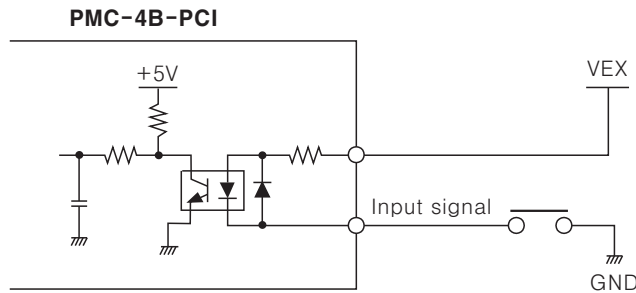 PMC-4B-PCI
+5V
VEX
Input signal
GND